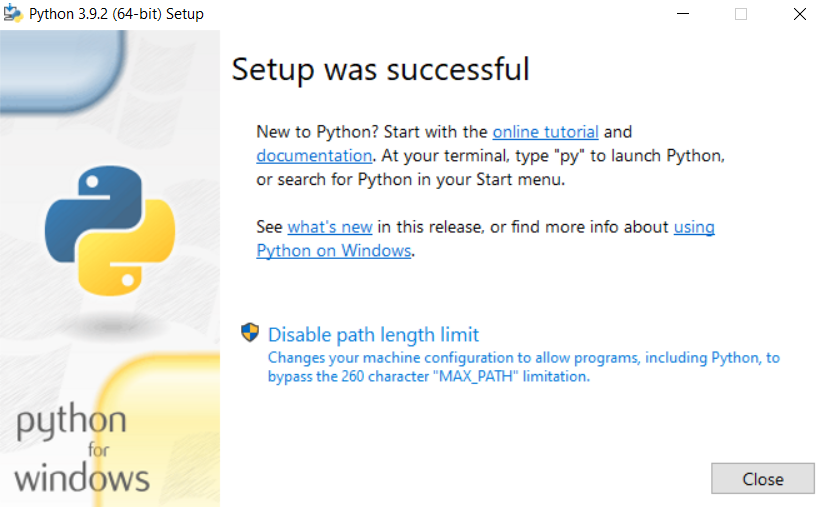 Python 3.9.2 (64-bit) Setup
Setup was successful
New to Python? Start with the online tutorial and
documentation. At your terminal, type "py" to launch Python,
or search for Python in your Start menu.
See what's new in this release, or find more info about using
Python on Windows.
Disable path length limit
Changes your machine configuration to allow programs, including Python, to
bypass the 260 character "MAX_PATH" limitation.
python
for
windows
Close